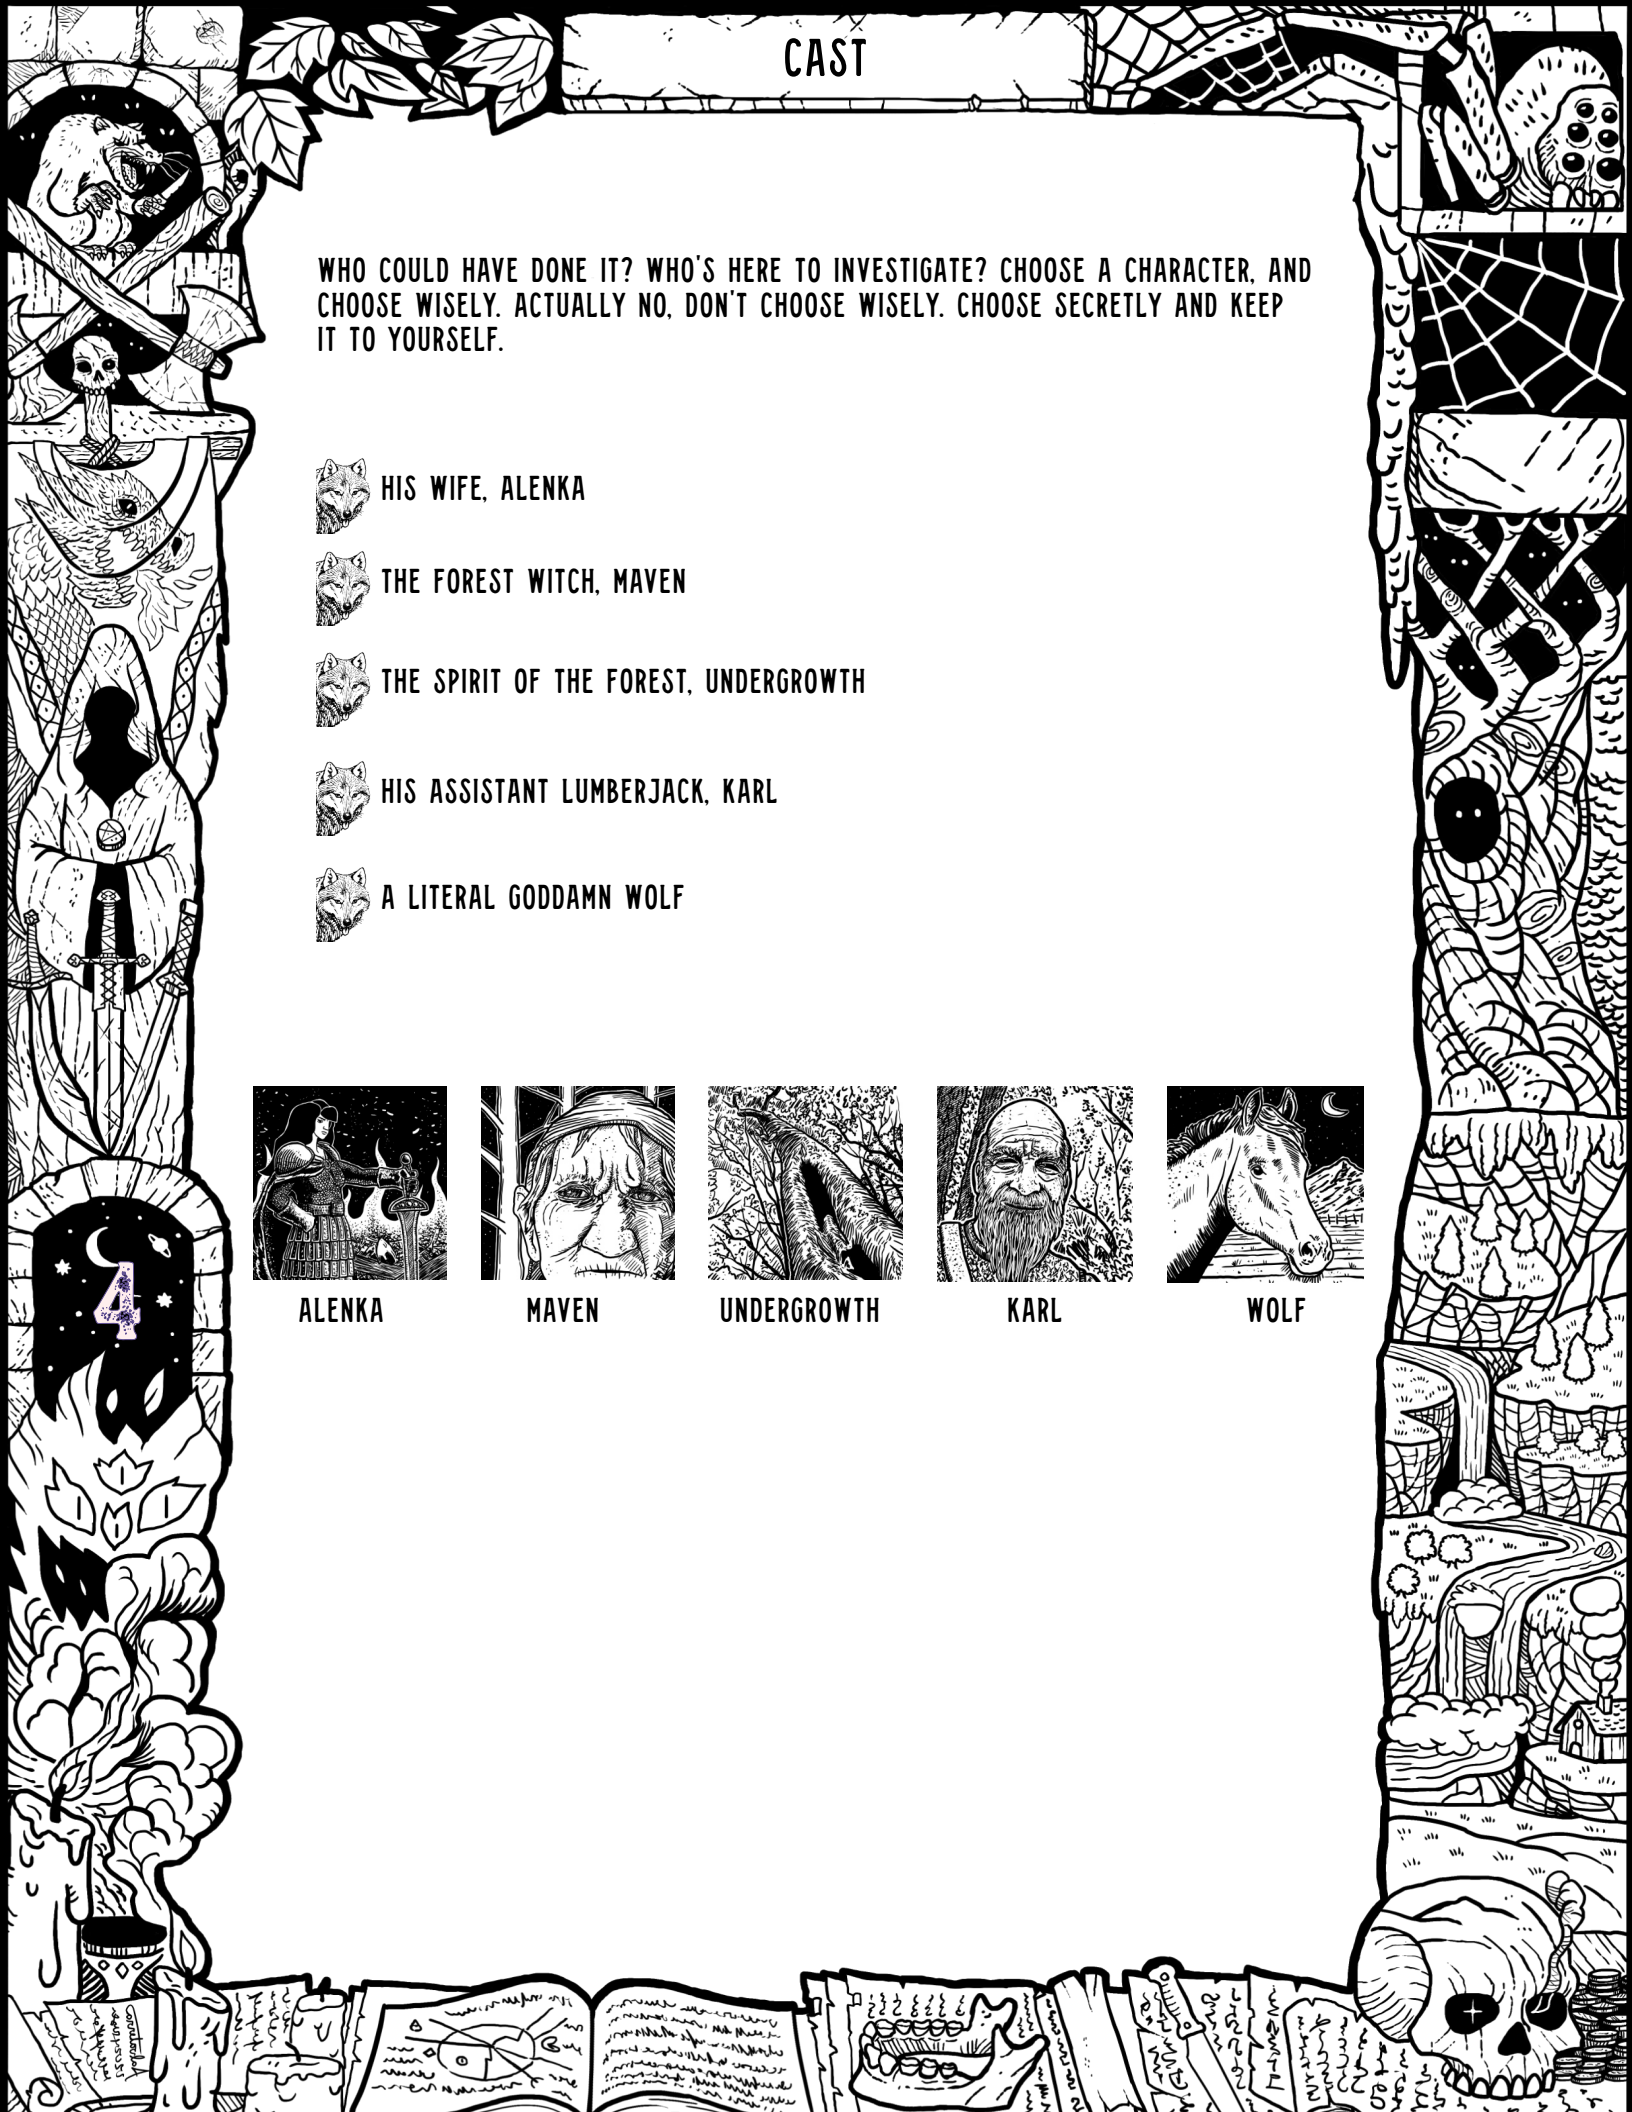 CAST
WHO COULD HAVE DONE IT? WHO'S HERE TO INVESTIGATE? CHOOSE A CHARACTER, AND
CHOOSE WISELY. ACTUALLY NO, DON'T CHOOSE WISELY. CHOOSE SECRETLY AND KEEP
IT TO YOURSELF.
HIS WIFE, ALENKA
THE FOREST WITCH, MAVEN
THE SPIRIT OF THE FOREST, UNDERGROWTH
HIS ASSISTANT LUMBERJACK, KARL
A LITERAL GODDAMN WOLF
ALENKA
MAVEN
UNDERGROWTH
KARL
WOLF
4